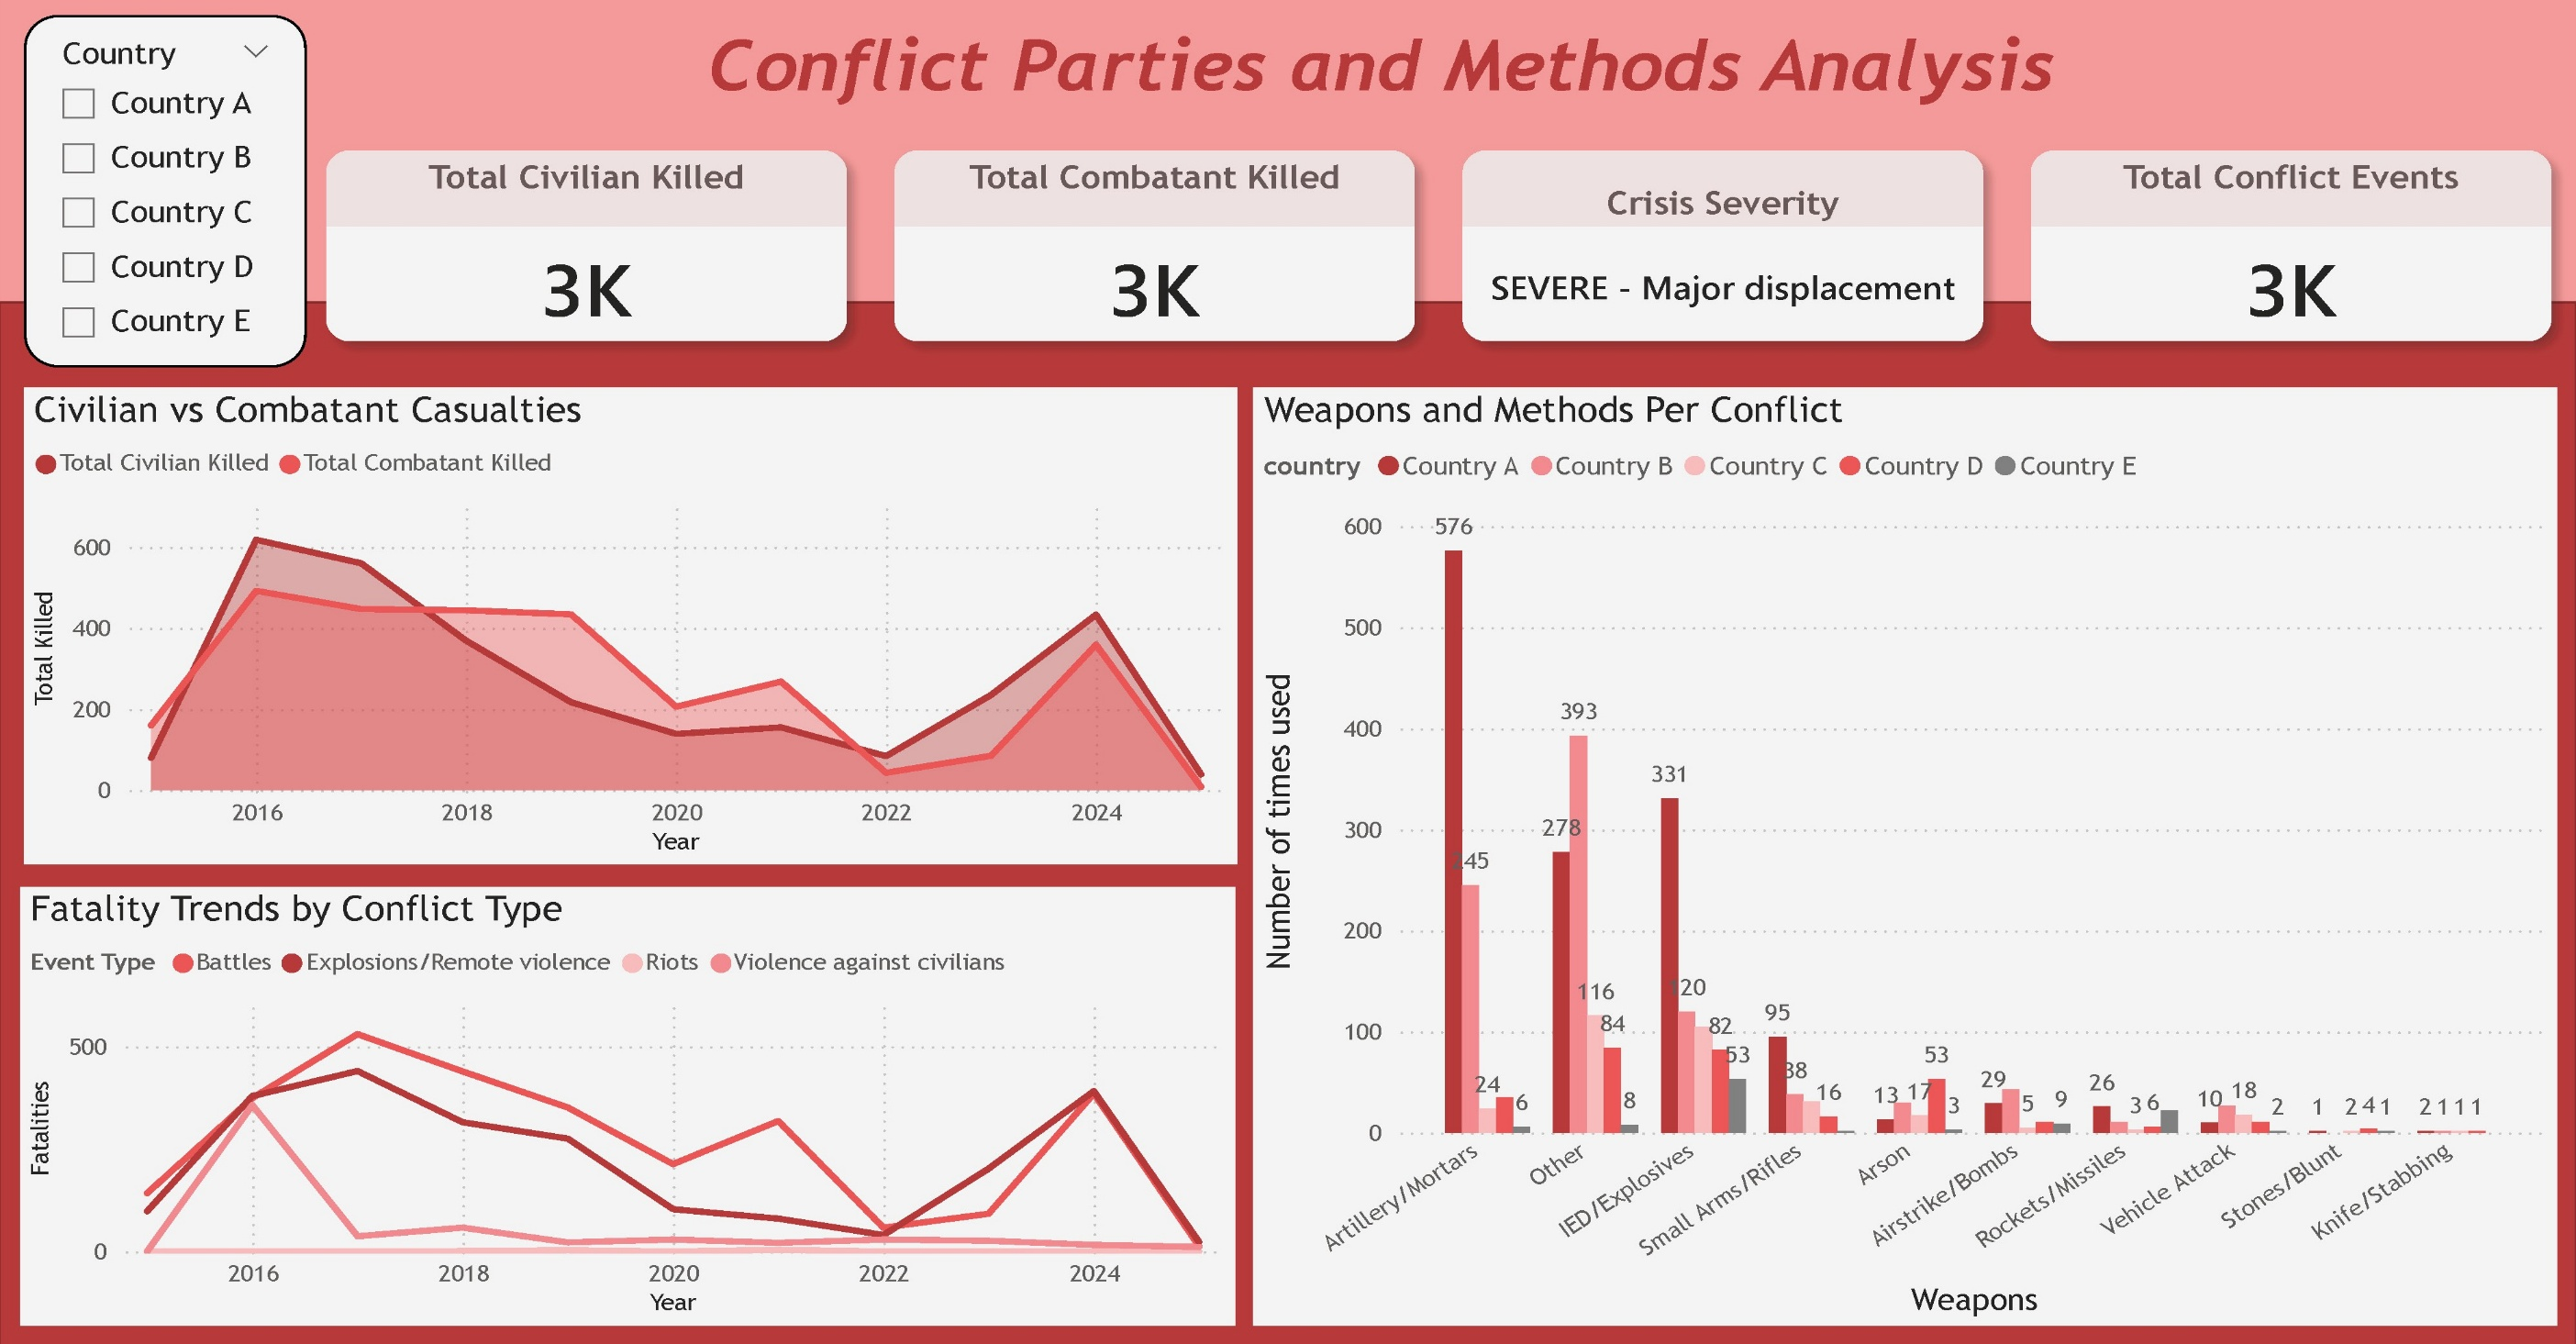 Country
Country A
Country B
Country C
Country D
Country E
Conflict Parties and Methods Analysis
Total Civilian Killed
3K
Total Combatant Killed
3K
Crisis Severity
SEVERE - Major displacement
Total Conflict Events
3K
Civilian vs Combatant Casualties
Total Civilian Killed Total Combatant Killed
Total Killed
600
400
200
0
2016 2018 2020 2022 2024
Year
Fatality Trends by Conflict Type
Event Type Battles Explosions/Remote violence Riots Violence against civilians
Fatalities
500
0
2016 2018 2020 2022 2024
Year
Weapons and Methods Per Conflict
country Country A Country B Country C Country D Country E
Number of times used
600
500
400
300
200
100
0
576 245 24 6
278 393 116 84 8
331 120 82 53
95 38 16
13 17 53 3
29 5 9
26 3 6
10 18 2
1 2 4 1
2 1 1 1
Artillery/Mortars
Other
IED/Explosives
Small Arms/Rifles
Arson
Airstrike/Bombs
Rockets/Missiles
Vehicle Attack
Stones/Blunt
Knife/Stabbing
Weapons